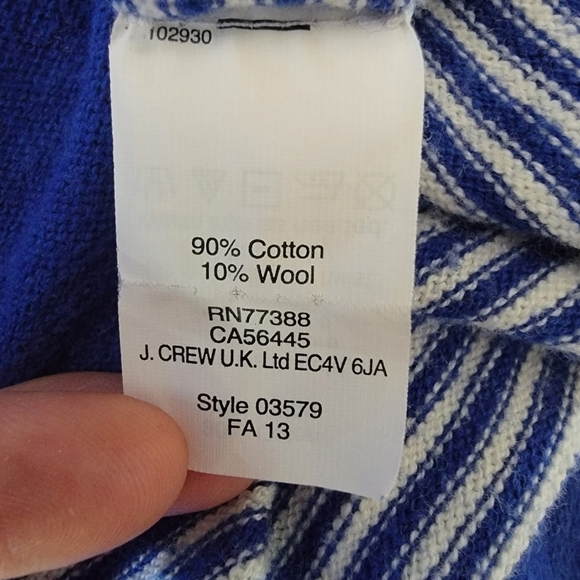 102930
90% Cotton
10% Wool
RN77388
CA56445
J. CREW U.K. Ltd EC4V 6JA
Style 03579
FA 13